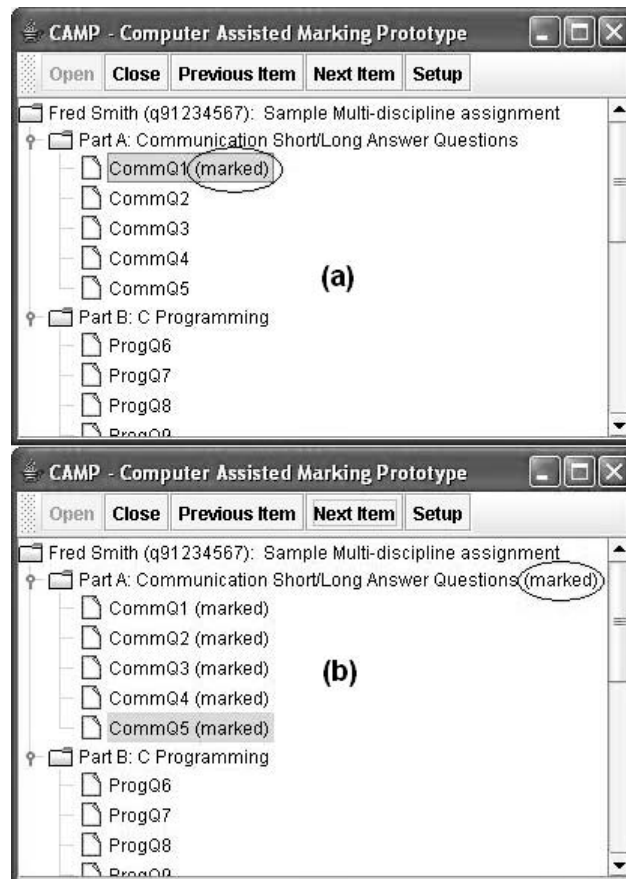 CAMP - Computer Assisted Marking Prototype
Open Close Previous Item Next Item Setup
Fred Smith (q91234567): Sample Multi-discipline assignment
Part A: Communication Short/Long Answer Questions
CommQ1 (marked)
CommQ2
CommQ3
CommQ4
CommQ5
(a)
Part B: C Programming
ProgQ6
ProgQ7
ProgQ8
ProgQ9
CAMP - Computer Assisted Marking Prototype
Open Close Previous Item Next Item Setup
Fred Smith (q91234567): Sample Multi-discipline assignment
Part A: Communication Short/Long Answer Questions (marked)
CommQ1 (marked)
CommQ2 (marked)
CommQ3 (marked)
(b)
CommQ4 (marked)
CommQ5 (marked)
Part B: C Programming
ProgQ6
ProgQ7
ProgQ8
ProgQ9